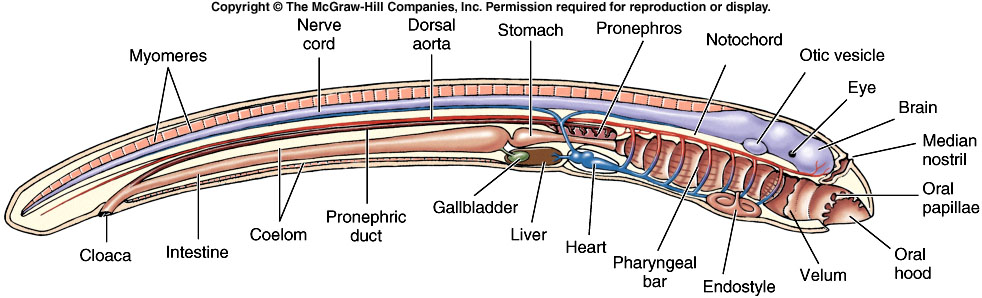 Copyright © The McGraw-Hill Companies, Inc. Permission required for reproduction or display.
Myomeres
Nerve
cord
Dorsal
aorta
Stomach
Pronephros
Notochord
Otic vesicle
Eye
Brain
Median
nostril
Oral
papillae
Oral
hood
Velum
Endostyle
Pharyngeal
bar
Heart
Liver
Gallbladder
Pronephric
duct
Coelom
Intestine
Cloaca